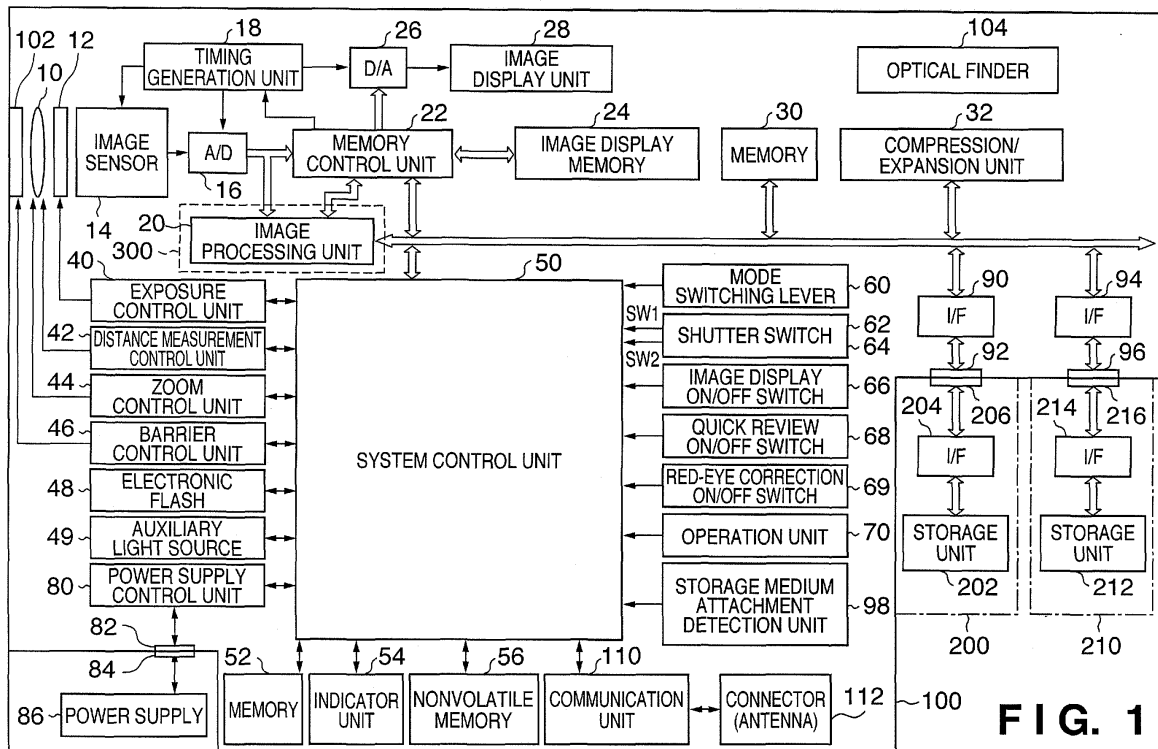 102
10
12
18
26
28
104
TIMING
GENERATION UNIT
D/A
IMAGE
DISPLAY UNIT
OPTICAL FINDER
22
24
30
32
IMAGE
SENSOR
A/D
MEMORY
CONTROL UNIT
IMAGE DISPLAY
MEMORY
MEMORY
COMPRESSION/
EXPANSION UNIT
14
16
20
300
IMAGE
PROCESSING UNIT
40
50
EXPOSURE
CONTROL UNIT
MODE
SWITCHING LEVER
60
90
94
42
DISTANCE MEASUREMENT
CONTROL UNIT
SW1
SHUTTER SWITCH
62
64
SW2
I/F
I/F
92
96
44
ZOOM
CONTROL UNIT
IMAGE DISPLAY
ON/OFF SWITCH
66
204
206
214
216
46
BARRIER
CONTROL UNIT
SYSTEM CONTROL UNIT
QUICK REVIEW
ON/OFF SWITCH
68
I/F
I/F
48
ELECTRONIC
FLASH
RED-EYE CORRECTION
ON/OFF SWITCH
69
49
AUXILIARY
LIGHT SOURCE
OPERATION UNIT
70
STORAGE
UNIT
STORAGE
UNIT
80
POWER SUPPLY
CONTROL UNIT
STORAGE MEDIUM
ATTACHMENT
DETECTION UNIT
98
202
212
82
84
200
210
52
54
56
110
86
POWER SUPPLY
MEMORY
INDICATOR
UNIT
NONVOLATILE
MEMORY
COMMUNICATION
UNIT
CONNECTOR
(ANTENNA)
112
100
FIG. 1